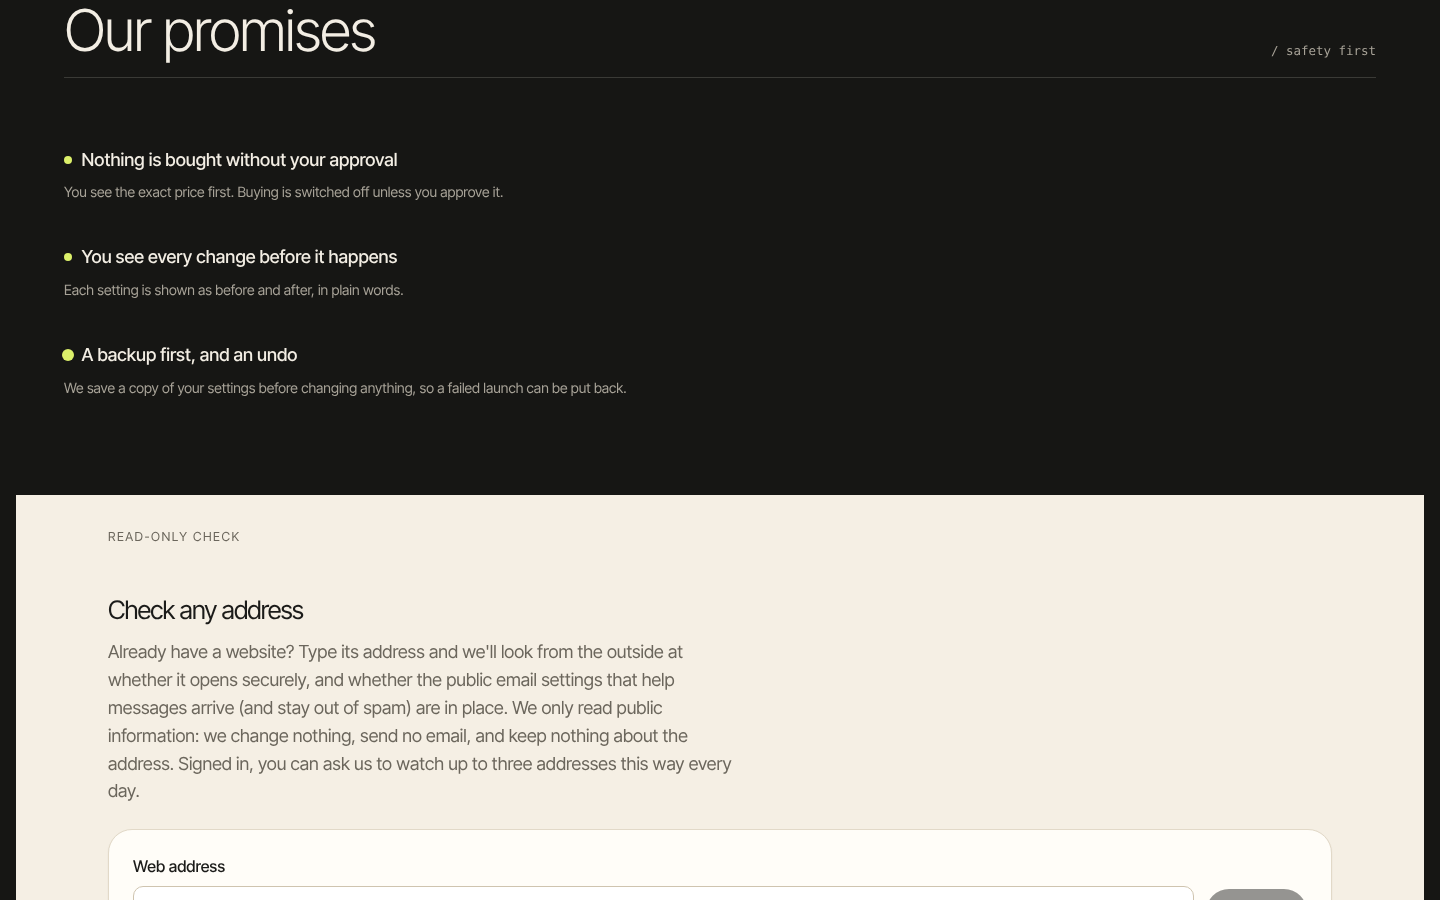 Our promises
/ safety first
Nothing is bought without your approval
You see the exact price first. Buying is switched off unless you approve it.
You see every change before it happens
Each setting is shown as before and after, in plain words.
A backup first, and an undo
We save a copy of your settings before changing anything, so a failed launch can be put back.
READ-ONLY CHECK
Check any address
Already have a website? Type its address and we'll look from the outside at
whether it opens securely, and whether the public email settings that help
messages arrive (and stay out of spam) are in place. We only read public
information: we change nothing, send no email, and keep nothing about the
address. Signed in, you can ask us to watch up to three addresses this way every
day.
Web address